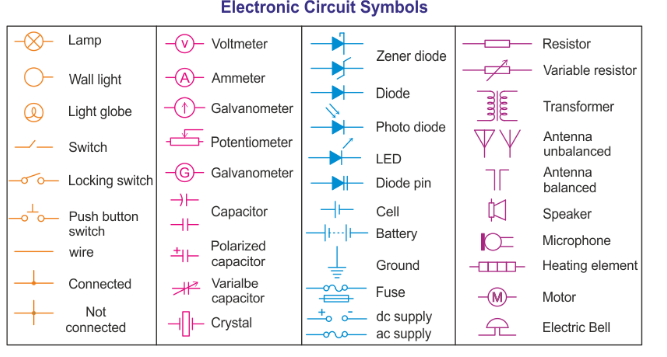 Electronic Circuit Symbols
Lamp
Wall light
Light globe
Switch
Locking switch
Push button
switch
wire
Connected
Not
connected
V
Voltmeter
A
Ammeter
Galvanometer
Potentiometer
G
Galvanometer
Capacitor
+
Polarized
capacitor
Varialbe
capacitor
Crystal
Zener diode
Diode
Photo diode
LED
Diode pin
Cell
Battery
Ground
Fuse
+ -
dc supply
ac supply
Resistor
Variable resistor
Transformer
Antenna
unbalanced
Antenna
balanced
Speaker
Microphone
Heating element
M
Motor
Electric Bell